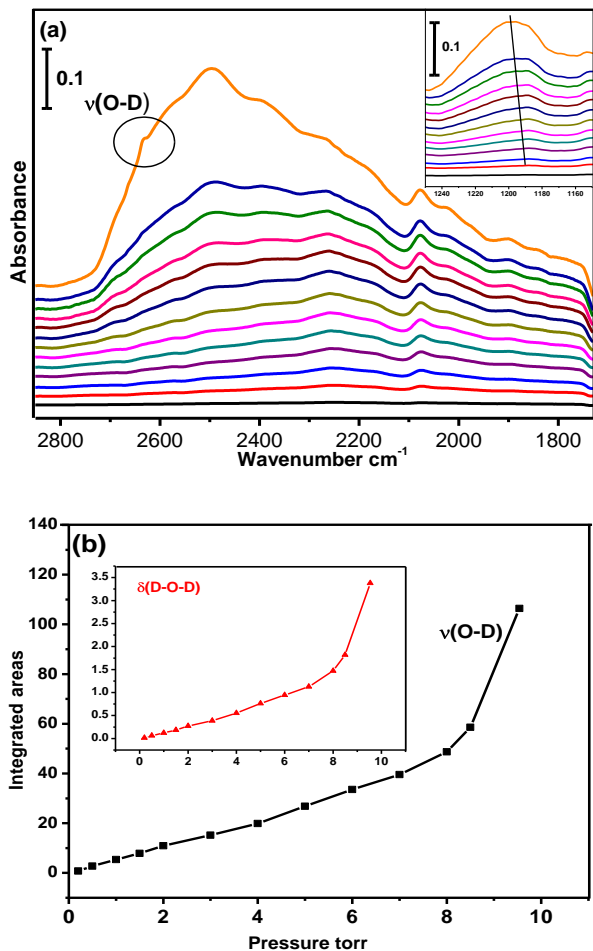 (a)
0.1
ν(O-D)
0.1
1240 1220 1200 1180 1160
Absorbance
2800 2600 2400 2200 2000 1800
Wavenumber cm-1
(b)
140
120
100
80
60
40
20
0
Integrated areas
3.5
3.0
2.5
2.0
1.5
1.0
0.5
0.0
δ(D-O-D)
0 2 4 6 8 10
ν(O-D)
0 2 4 6 8 10
Pressure torr